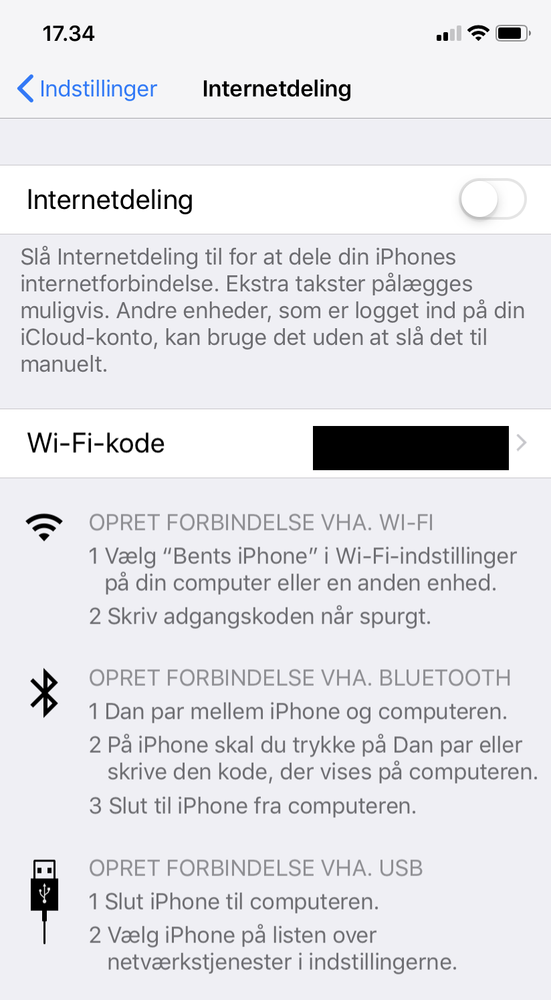 17.34
Indstillinger
Internetdeling
Internetdeling
Slå Internetdeling til for at dele din iPhones
internetforbindelse. Ekstra takster pålægges
muligvis. Andre enheder, som er logget ind på din
iCloud-konto, kan bruge det uden at slå det til
manuelt.
Wi-Fi-kode
OPRET FORBINDELSE VHA. WI-FI
1 Vælg “Bents iPhone” i Wi-Fi-indstillinger
på din computer eller en anden enhed.
2 Skriv adgangskoden når spurgt.
OPRET FORBINDELSE VHA. BLUETOOTH
1 Dan par mellem iPhone og computeren.
2 På iPhone skal du trykke på Dan par eller
skrive den kode, der vises på computeren.
3 Slut til iPhone fra computeren.
OPRET FORBINDELSE VHA. USB
1 Slut iPhone til computeren.
2 Vælg iPhone på listen over
netværkstjenester i indstillingerne.